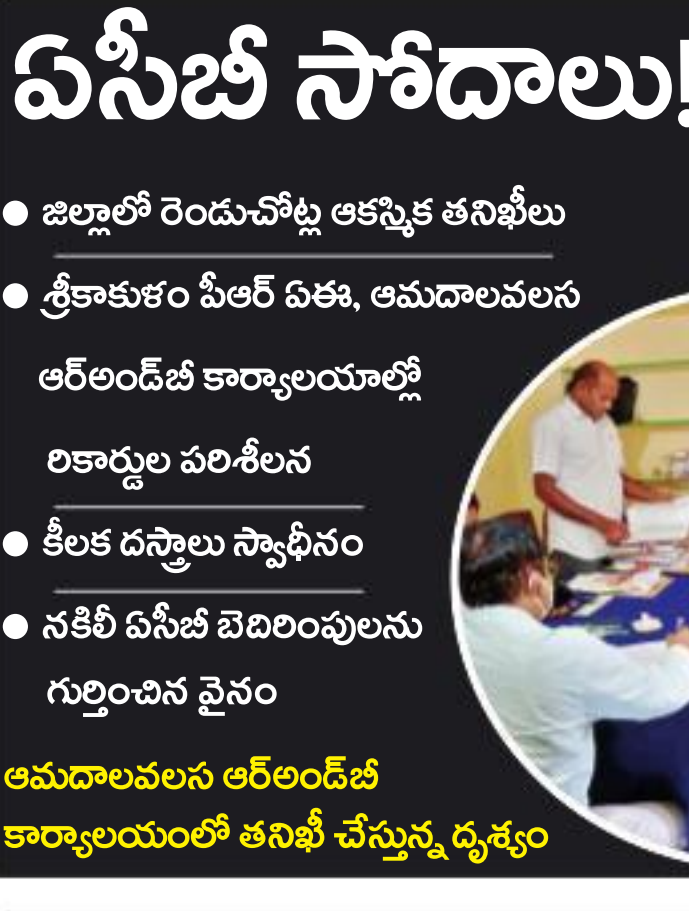 ఏసీబీ సోదాలు!
● జిల్లాలో రెండుచోట్ల ఆకస్మిక తనిఖీలు
● శ్రీకాకుళం పీఆర్ ఏఈ, ఆమదాలవలస
ఆర్అండ్‌బీ కార్యాలయాల్లో
రికార్డుల పరిశీలన
● కీలక దస్త్రాలు స్వాధీనం
● నకిలీ ఏసీబీ బెదిరింపులను
గుర్తించిన వైనం
ఆమదాలవలస ఆర్అండ్‌బీ
కార్యాలయంలో తనిఖీ చేస్తున్న దృశ్యం